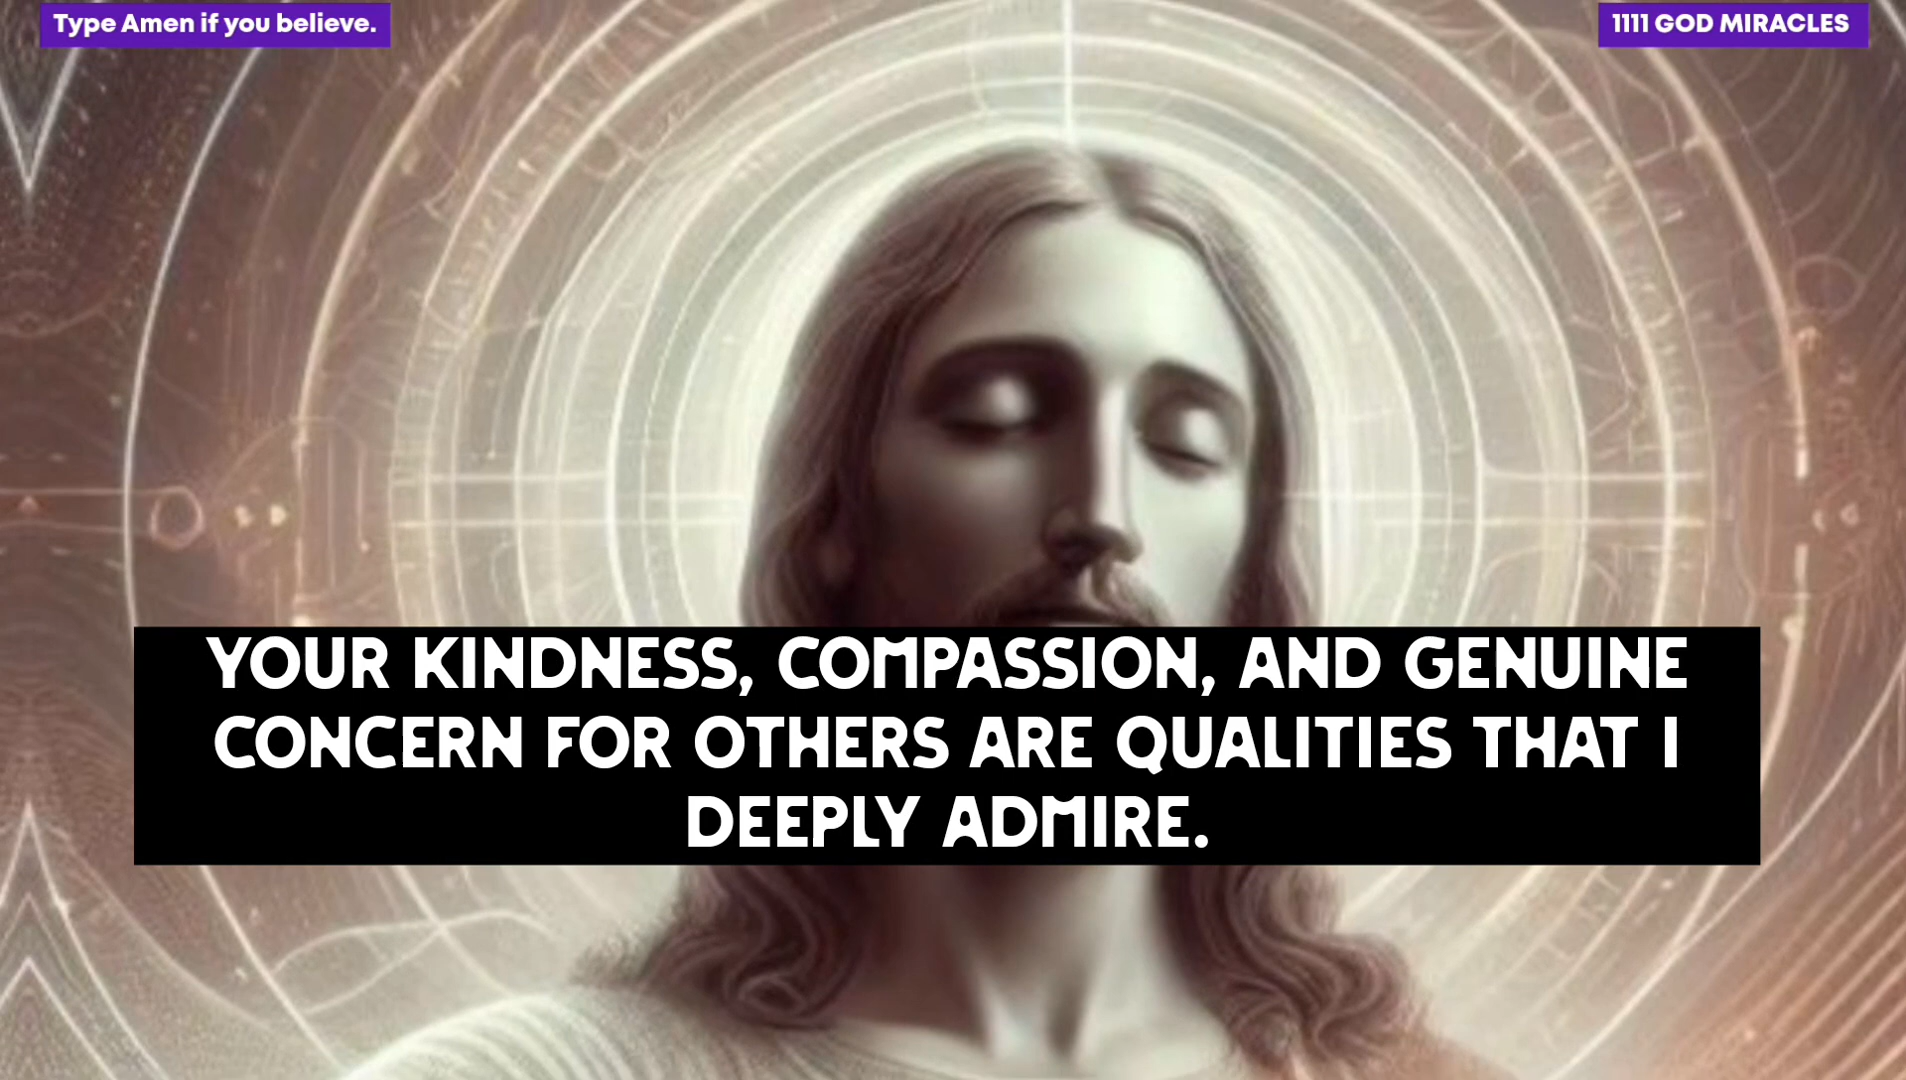 Type Amen if you believe.
1111 GOD MIRACLES
YOUR KINDNESS, COMPASSION, AND GENUINE
CONCERN FOR OTHERS ARE QUALITIES THAT I
DEEPLY ADMIRE.